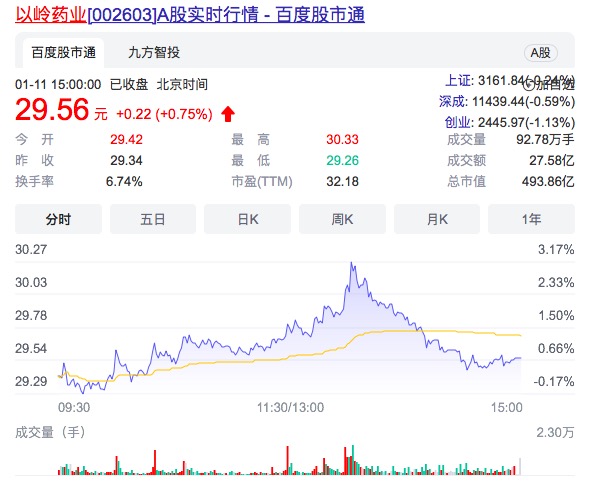 以岭药业[002603]A股实时行情 - 百度股市通
百度股市通 九方智投 A股
01-11 15:00:00 已收盘 北京时间 加自选
上证: 3161.84(-0.24%)
29.56 元 +0.22 (+0.75%)
深成: 11439.44(-0.59%)
创业: 2445.97(-1.13%)
今 开 29.42 最 高 30.33 成交量 92.78万手
昨 收 29.34 最 低 29.26 成交额 27.58亿
换手率 6.74% 市盈(TTM) 32.18 总市值 493.86亿
分时 五日 日K 周K 月K 1年
30.27 3.17%
30.03 2.33%
29.78 1.50%
29.54 0.66%
29.29 -0.17%
09:30 11:30/13:00 15:00
成交量（手） 2.30万